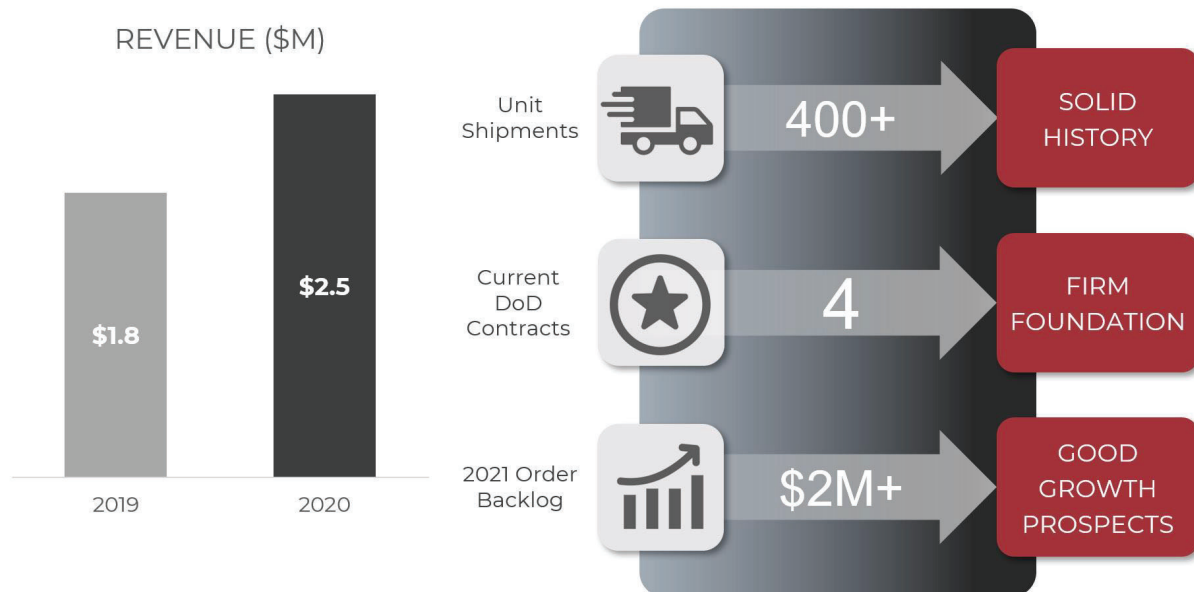 REVENUE ($M)
$1.8
$2.5
2019
2020
Unit
Shipments
400+
SOLID
HISTORY
Current
DoD
Contracts
4
FIRM
FOUNDATION
2021 Order
Backlog
$2M+
GOOD
GROWTH
PROSPECTS